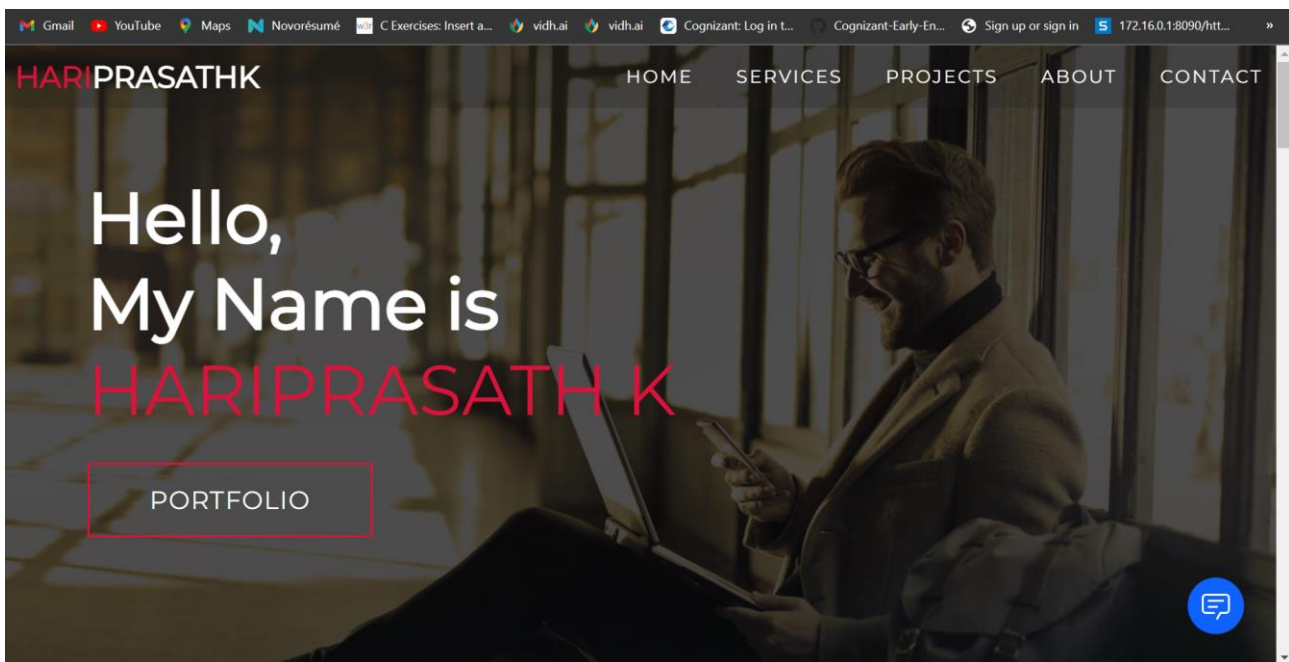 Gmail YouTube Maps Novorésumé w3r C Exercises: Insert a... vidh.ai vidh.ai Cognizant: Log in t... Cognizant-Early-En... Sign up or sign in S 172.16.0.1:8090/htt... »
HARIPRASATHK HOME SERVICES PROJECTS ABOUT CONTACT
Hello,
My Name is
HARIPRASATH K
PORTFOLIO